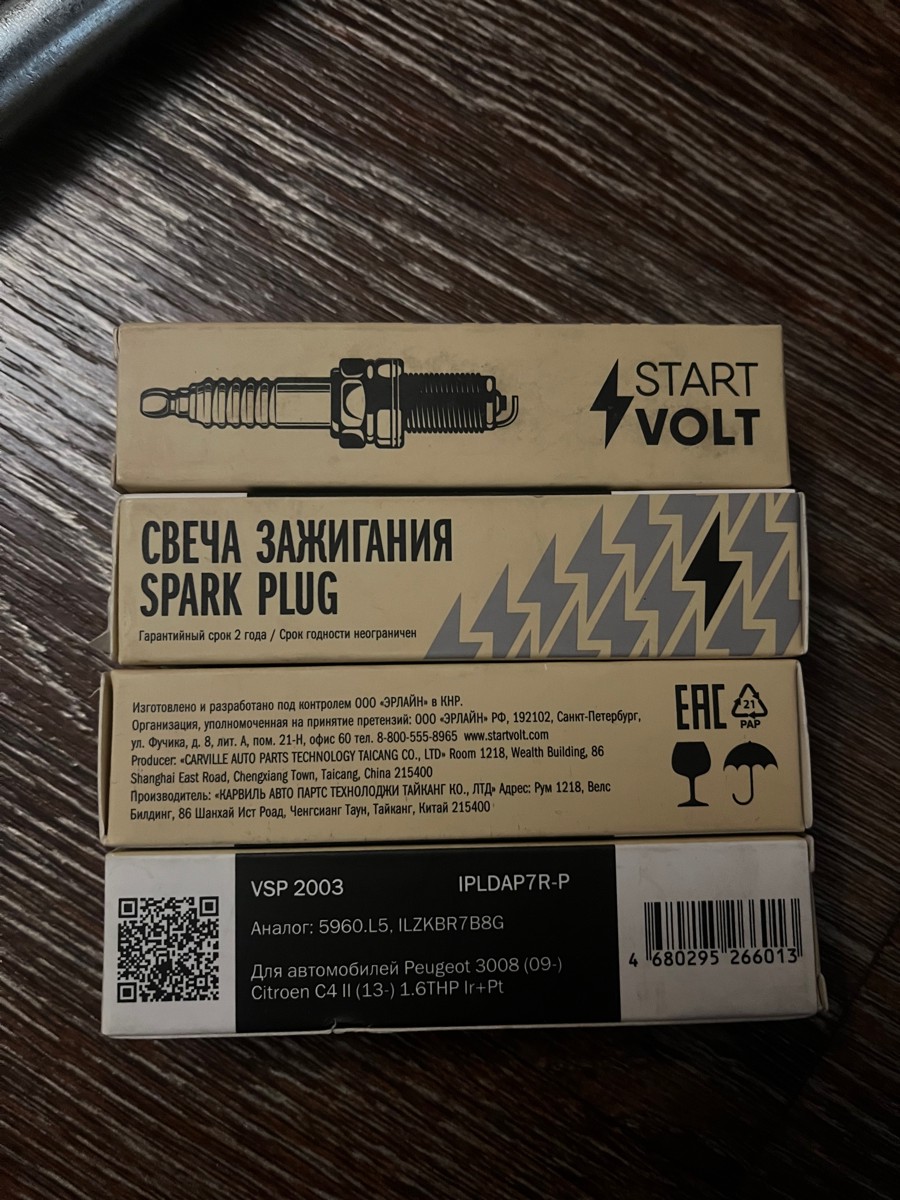 START
VOLT
СВЕЧА ЗАЖИГАНИЯ
SPARK PLUG
Гарантийный срок 2 года / Срок годности неограничен
Изготовлено и разработано под контролем ООО «ЭРЛАЙН» в КНР.
Организация, уполномоченная на принятие претензий: ООО «ЭРЛАЙН» РФ, 192102, Санкт-Петербург,
ул. Фучика, д. 8, лит. А, пом. 21-Н, офис 60 тел. 8-800-555-8965 www.startvolt.com
Producer: «CARVILLE AUTO PARTS TECHNOLOGY TAICANG CO., LTD» Room 1218, Wealth Building, 86
Shanghai East Road, Chengxiang Town, Taicang, China 215400
Производитель: «КАРВИЛЬ АВТО ПАРТС ТЕХНОЛОДЖИ ТАЙКАНГ КО., ЛТД» Адрес: Рум 1218, Велс
Билдинг, 86 Шанхай Ист Роад, Ченгсианг Таун, Тайканг, Китай 215400
EAC
21
PAP
VSP 2003 IPLDAP7R-P
Аналог: 5960.L5, ILZKBR7B8G
Для автомобилей Peugeot 3008 (09-)
Citroen C4 II (13-) 1.6THP Ir+Pt
4 680295 266013